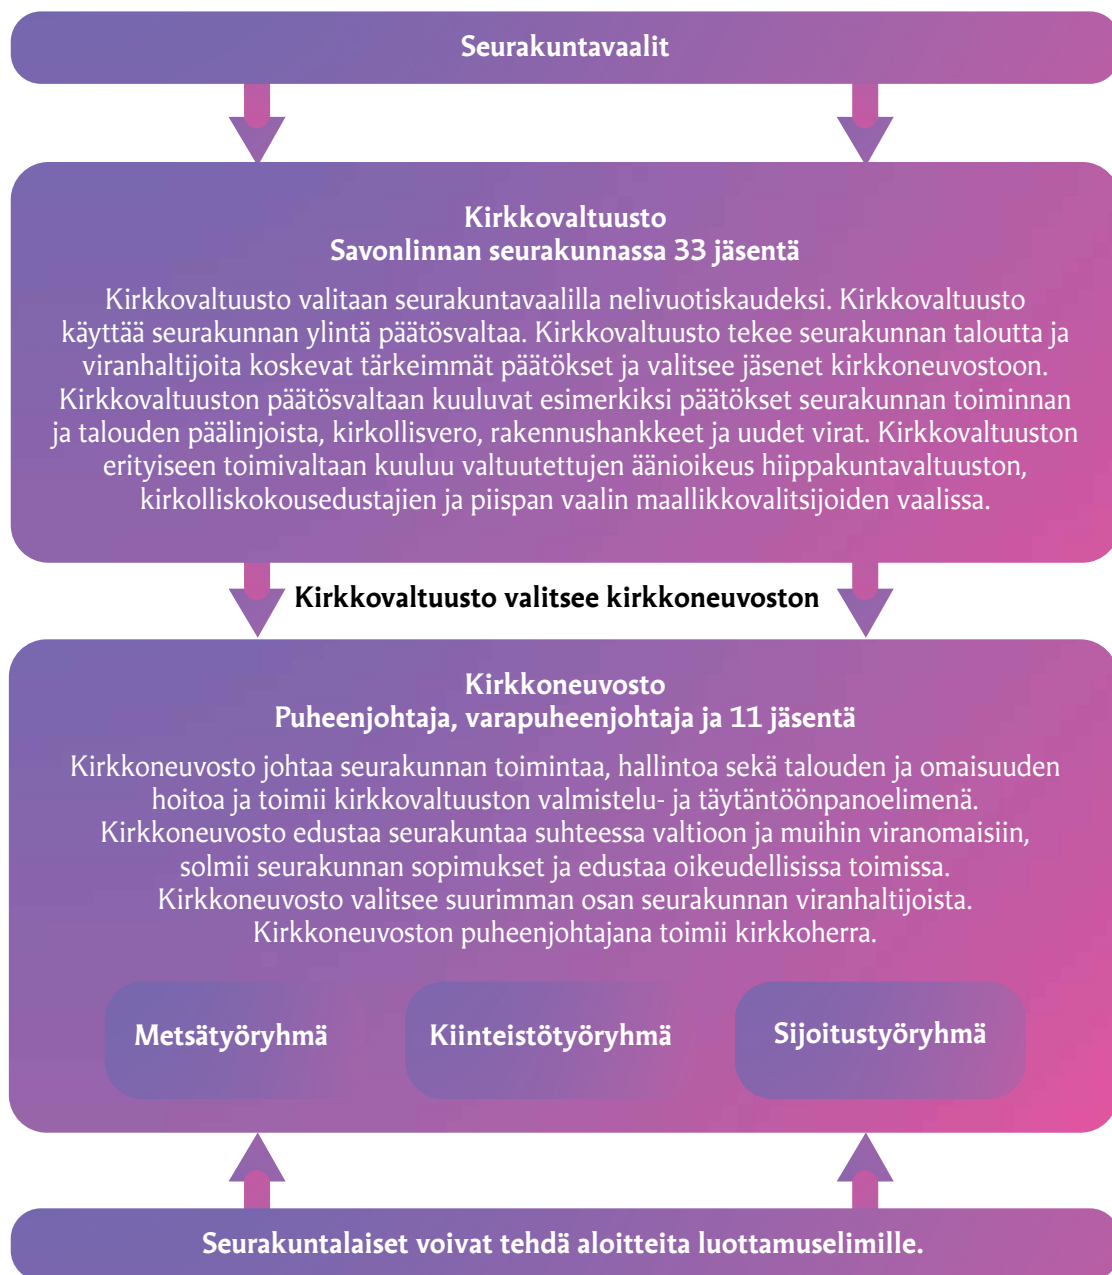 Seurakuntavaalit
Kirkkovaltuusto
Savonlinnan seurakunnassa 33 jäsentä
Kirkkovaltuusto valitaan seurakuntavaalilla nelivuotiskaudeksi. Kirkkovaltuusto
käyttää seurakunnan ylintä päätösvaltaa. Kirkkovaltuusto tekee seurakunnan taloutta ja
viranhaltijoita koskevat tärkeimmät päätökset ja valitsee jäsenet kirkkoneuvostoon.
Kirkkovaltuuston päätösvaltaan kuuluvat esimerkiksi päätökset seurakunnan toiminnan
ja talouden päälinjoista, kirkollisvero, rakennushankkeet ja uudet virat. Kirkkovaltuuston
erityiseen toimivaltaan kuuluu valtuutettujen äänioikeus hiippakuntavaltuuston,
kirkolliskokousedustajien ja piispan vaalin maallikkovalitsijoiden vaalissa.
Kirkkovaltuusto valitsee kirkkoneuvoston
Kirkkoneuvosto
Puheenjohtaja, varapuheenjohtaja ja 11 jäsentä
Kirkkoneuvosto johtaa seurakunnan toimintaa, hallintoa sekä talouden ja omaisuuden
hoitoa ja toimii kirkkovaltuuston valmistelu- ja täytäntöönpanoelimenä.
Kirkkoneuvosto edustaa seurakuntaa suhteessa valtioon ja muihin viranomaisiin,
solmii seurakunnan sopimukset ja edustaa oikeudellisissa toimissa.
Kirkkoneuvosto valitsee suurimman osan seurakunnan viranhaltijoista.
Kirkkoneuvoston puheenjohtajana toimii kirkkoherra.
Metsätyöryhmä
Kiinteistötyöryhmä
Sijoitustyöryhmä
Seurakuntalaiset voivat tehdä aloitteita luottamuselimille.